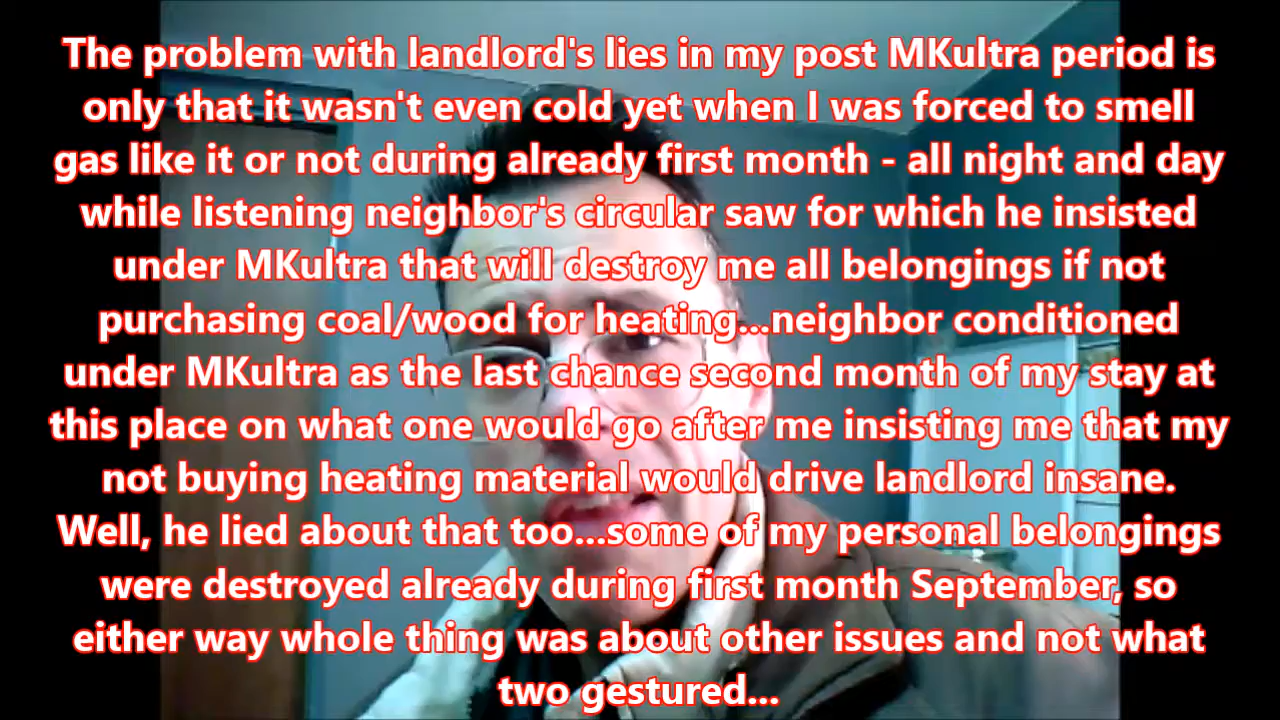 The problem with landlord's lies in my post MKultra period is
only that it wasn't even cold yet when I was forced to smell
gas like it or not during already first month - all night and day
while listening neighbor's circular saw for which he insisted
under MKultra that will destroy me all belongings if not
purchasing coal/wood for heating...neighbor conditioned
under MKultra as the last chance second month of my stay at
this place on what one would go after me insisting me that my
not buying heating material would drive landlord insane.
Well, he lied about that too...some of my personal belongings
were destroyed already during first month September, so
either way whole thing was about other issues and not what
two gestured...